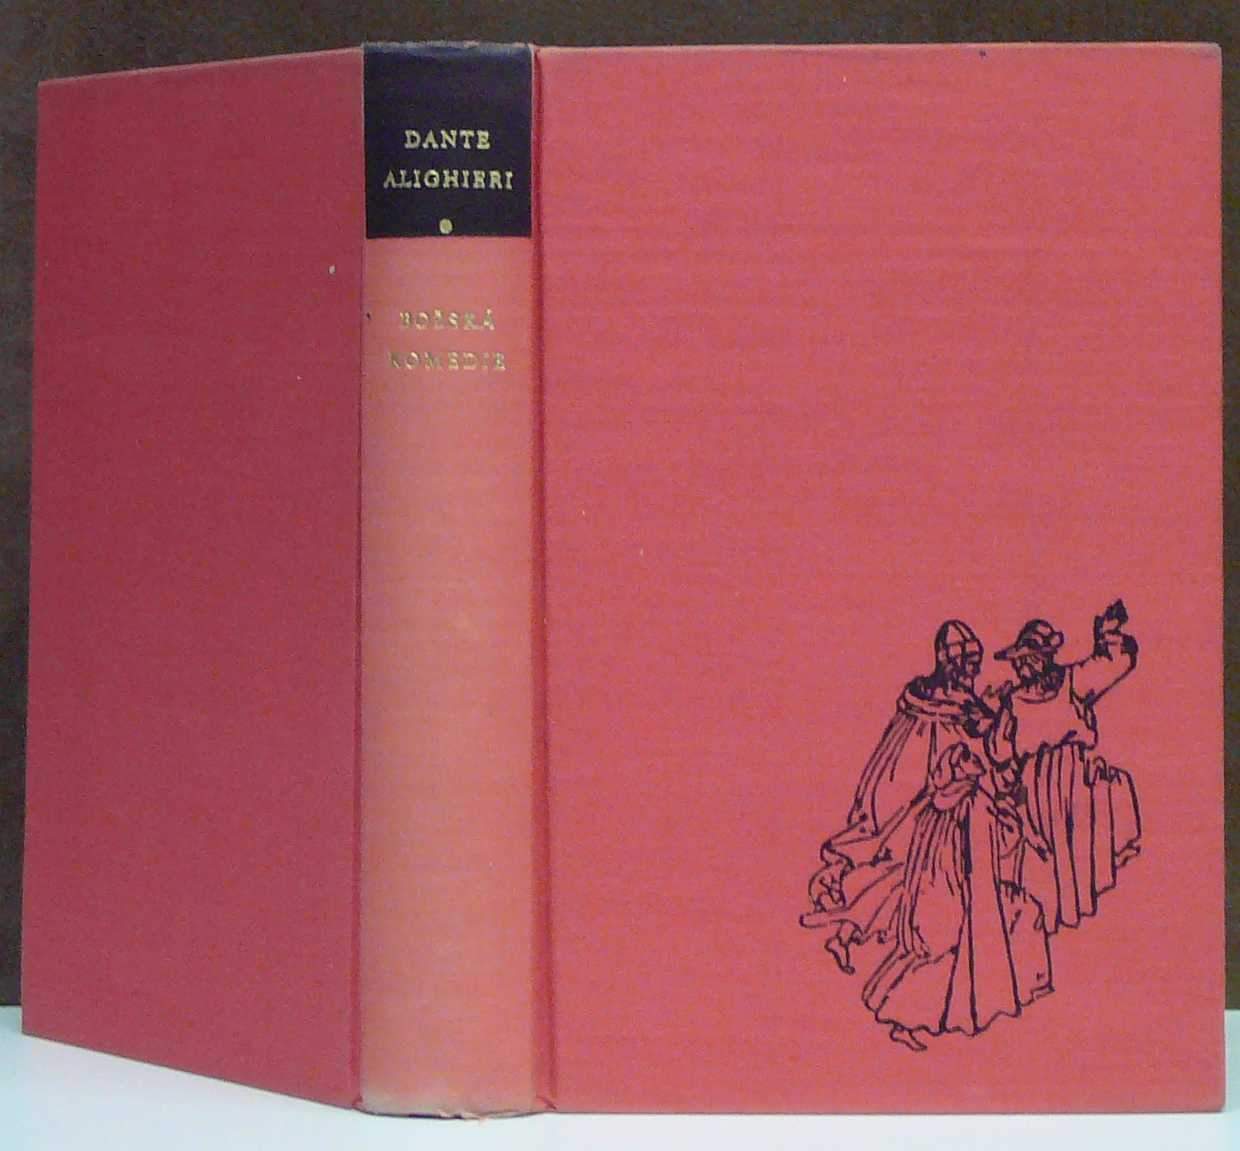 DANTE
ALIGHIERI
BOŽSKÁ
KOMEDIE